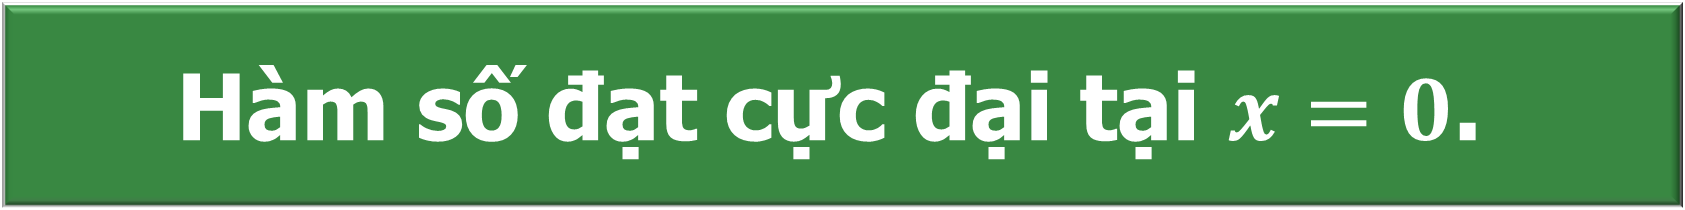 Hàm số đạt cực đại tại x = 0.